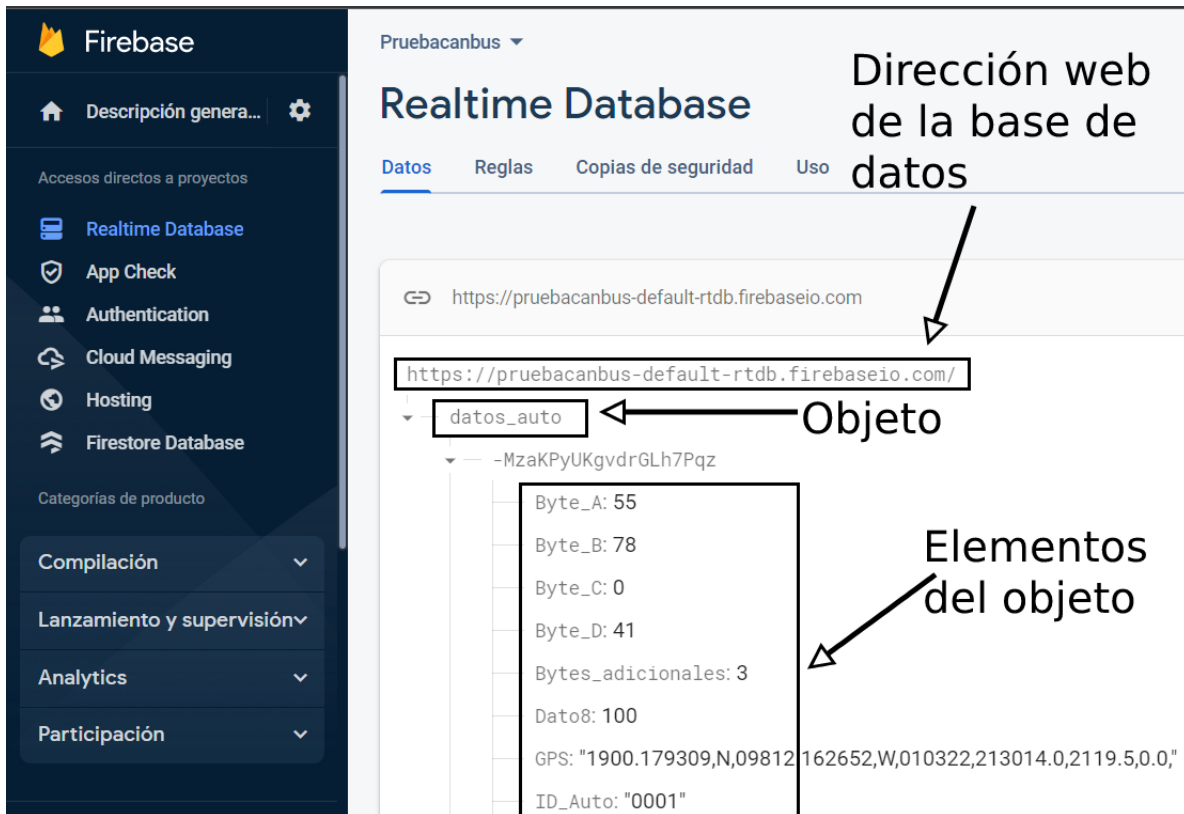 Firebase
Descripción genera...
Accesos directos a proyectos
Realtime Database
App Check
Authentication
Cloud Messaging
Hosting
Firestore Database
Categorías de producto
Compilación
Lanzamiento y supervisión
Analytics
Participación
Pruebacanbus
Realtime Database
Datos Reglas Copias de seguridad Uso
Dirección web
de la base de
datos
https://pruebacanbus-default-rtdb.firebaseio.com
https://pruebacanbus-default-rtdb.firebaseio.com/
datos_auto
Objeto
-MzaKPyUKgvdrGLh7Pqz
Byte_A: 55
Byte_B: 78
Byte_C: 0
Byte_D: 41
Bytes_adicionales: 3
Dato8: 100
GPS: "1900.179309,N,09812.162652,W,010322,213014.0,2119.5,0.0,"
ID_Auto: "0001"
Elementos
del objeto